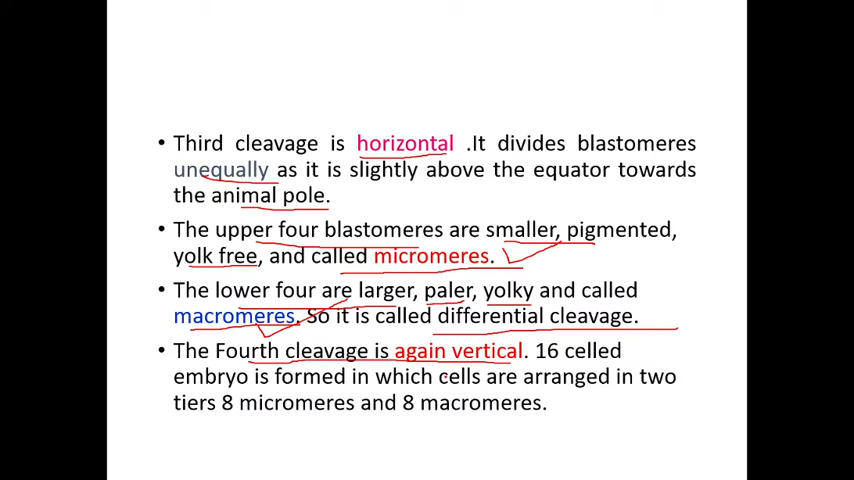 • Third cleavage is horizontal .It divides blastomeres
unequally as it is slightly above the equator towards
the animal pole.
• The upper four blastomeres are smaller, pigmented,
yolk free, and called micromeres.
• The lower four are larger, paler, yolky and called
macromeres. So it is called differential cleavage.
• The Fourth cleavage is again vertical. 16 celled
embryo is formed in which cells are arranged in two
tiers 8 micromeres and 8 macromeres.